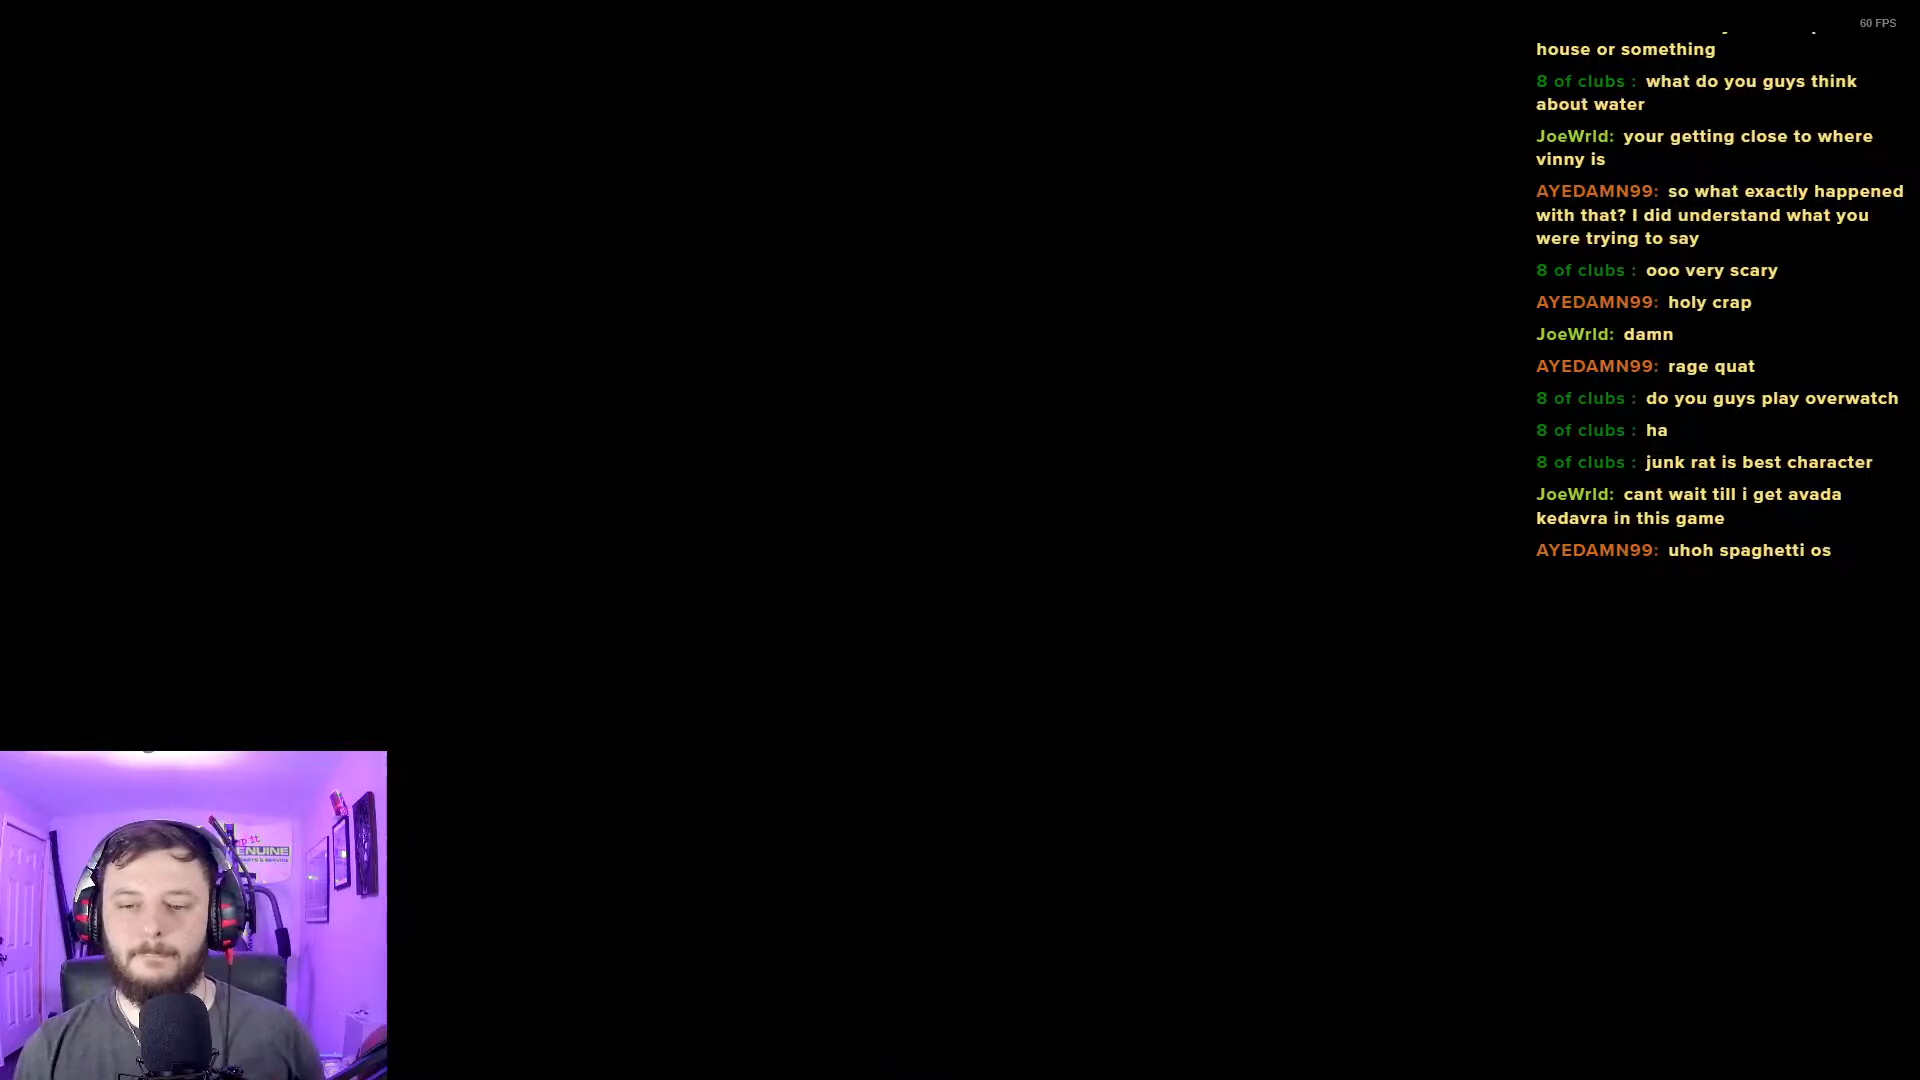 60 FPS
house or something
8 of clubs : what do you guys think
about water
JoeWrld: your getting close to where
vinny is
AYEDAMN99: so what exactly happened
with that? I did understand what you
were trying to say
8 of clubs : ooo very scary
AYEDAMN99: holy crap
JoeWrld: damn
AYEDAMN99: rage quat
8 of clubs : do you guys play overwatch
8 of clubs : ha
8 of clubs : junk rat is best character
JoeWrld: cant wait till i get avada
kedavra in this game
AYEDAMN99: uhoh spaghetti os
p it
ENUINE
PARTS & SERVICE